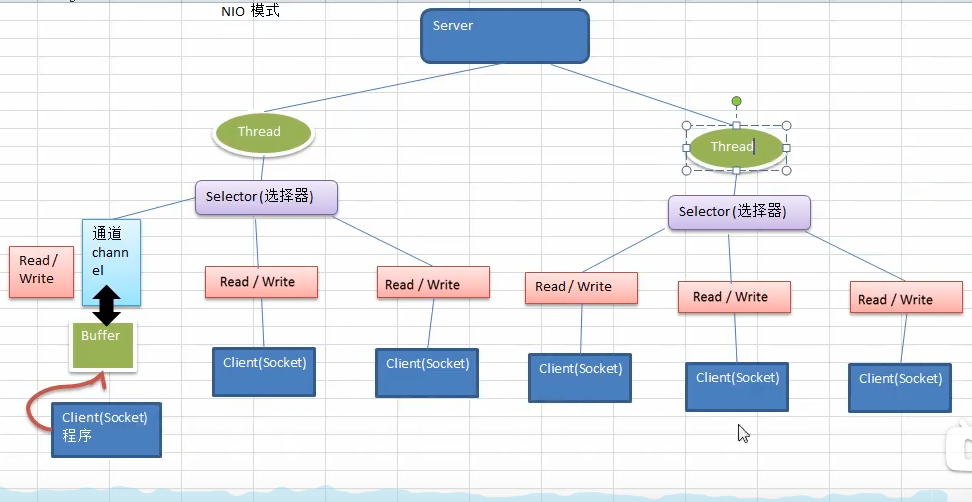 NIO 模式
Server
Thread
Thread
Selector(选择器)
Selector(选择器)
通道
chann
el
Read /
Write
Read / Write
Read / Write
Read / Write
Read / Write
Read / Write
Buffer
Client(Socket)
Client(Socket)
Client(Socket)
Client(Socket)
Client(Socket)
Client(Socket)
程序